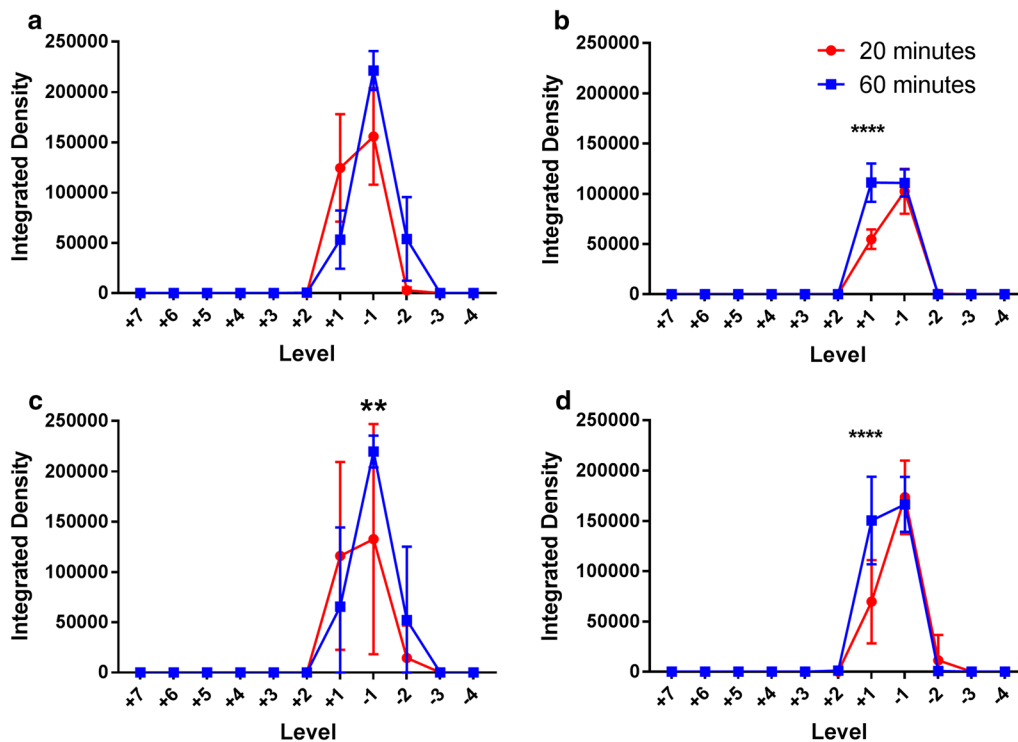 a
250000
200000
150000
100000
50000
0
Integrated Density
+7 +6 +5 +4 +3 +2 +1 -1 -2 -3 -4
Level
b
250000
200000
150000
100000
50000
0
Integrated Density
20 minutes
60 minutes
****
+7 +6 +5 +4 +3 +2 +1 -1 -2 -3 -4
Level
c
**
250000
200000
150000
100000
50000
0
Integrated Density
+7 +6 +5 +4 +3 +2 +1 -1 -2 -3 -4
Level
d
****
250000
200000
150000
100000
50000
0
Integrated Density
+7 +6 +5 +4 +3 +2 +1 -1 -2 -3 -4
Level